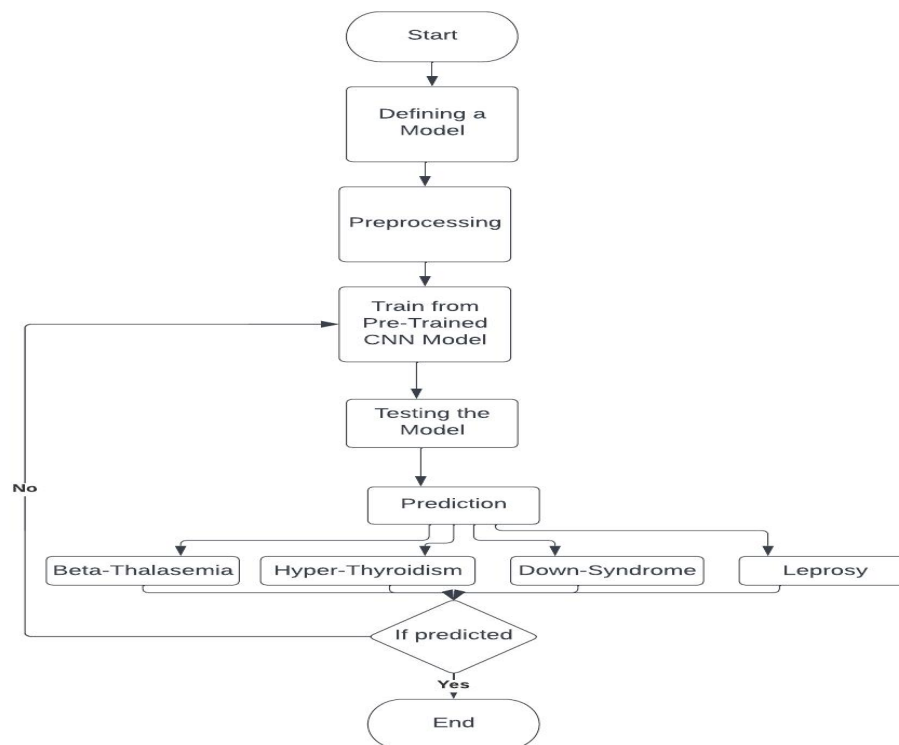 Start
Defining a
Model
Preprocessing
Train from
Pre-Trained
CNN Model
Testing the
Model
No
Prediction
Beta-Thalasemia
Hyper-Thyroidism
Down-Syndrome
Leprosy
If predicted
Yes
End